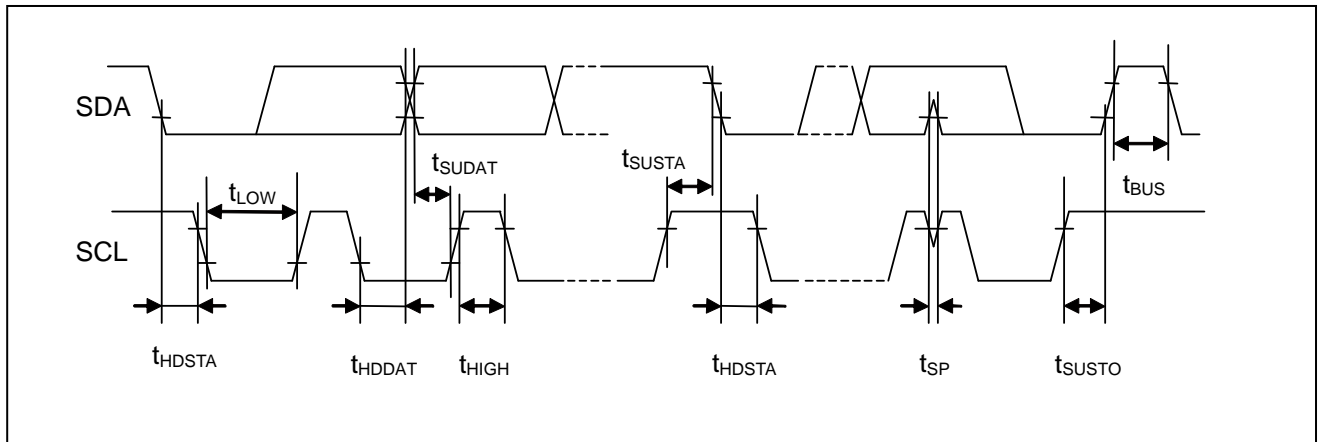 SDA
tSUDAT
tSUSTA
tBUS
tLOW
SCL
tHDSTA
tHDDAT
tHIGH
tHDSTA
tSP
tSUSTO